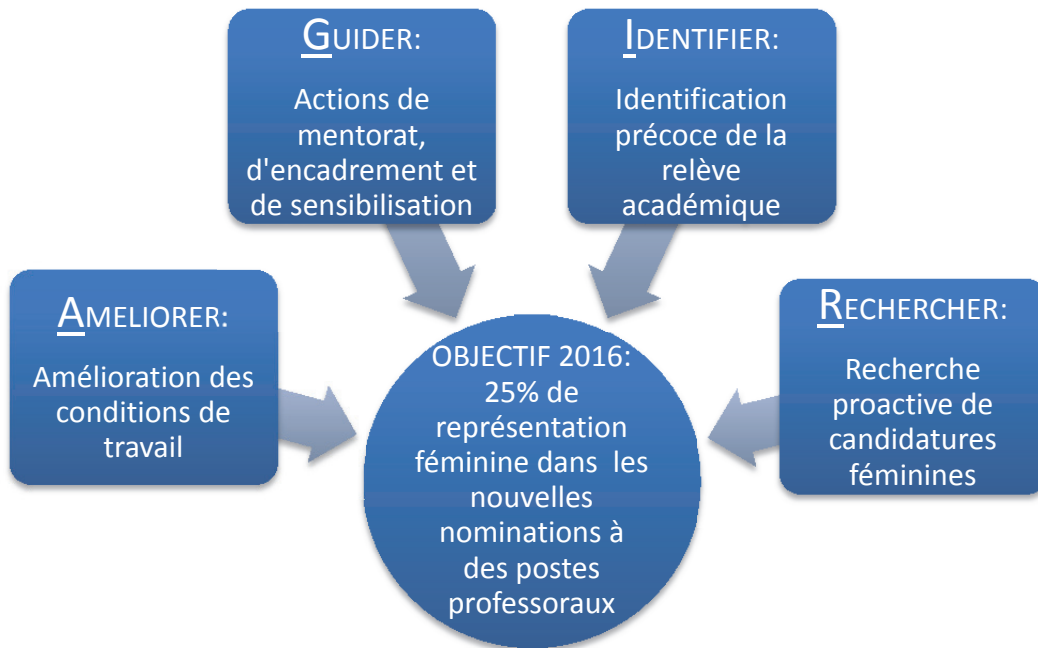 GUIDER:
Actions de
mentorat,
d'encadrement et
de sensibilisation
IDENTIFIER:
Identification
précoce de la
relève
académique
AMELIORER:
Amélioration des
conditions de
travail
RECHERCHER:
Recherche
proactive de
candidatures
féminines
OBJECTIF 2016:
25% de
représentation
féminine dans les
nouvelles
nominations à
des postes
professoraux